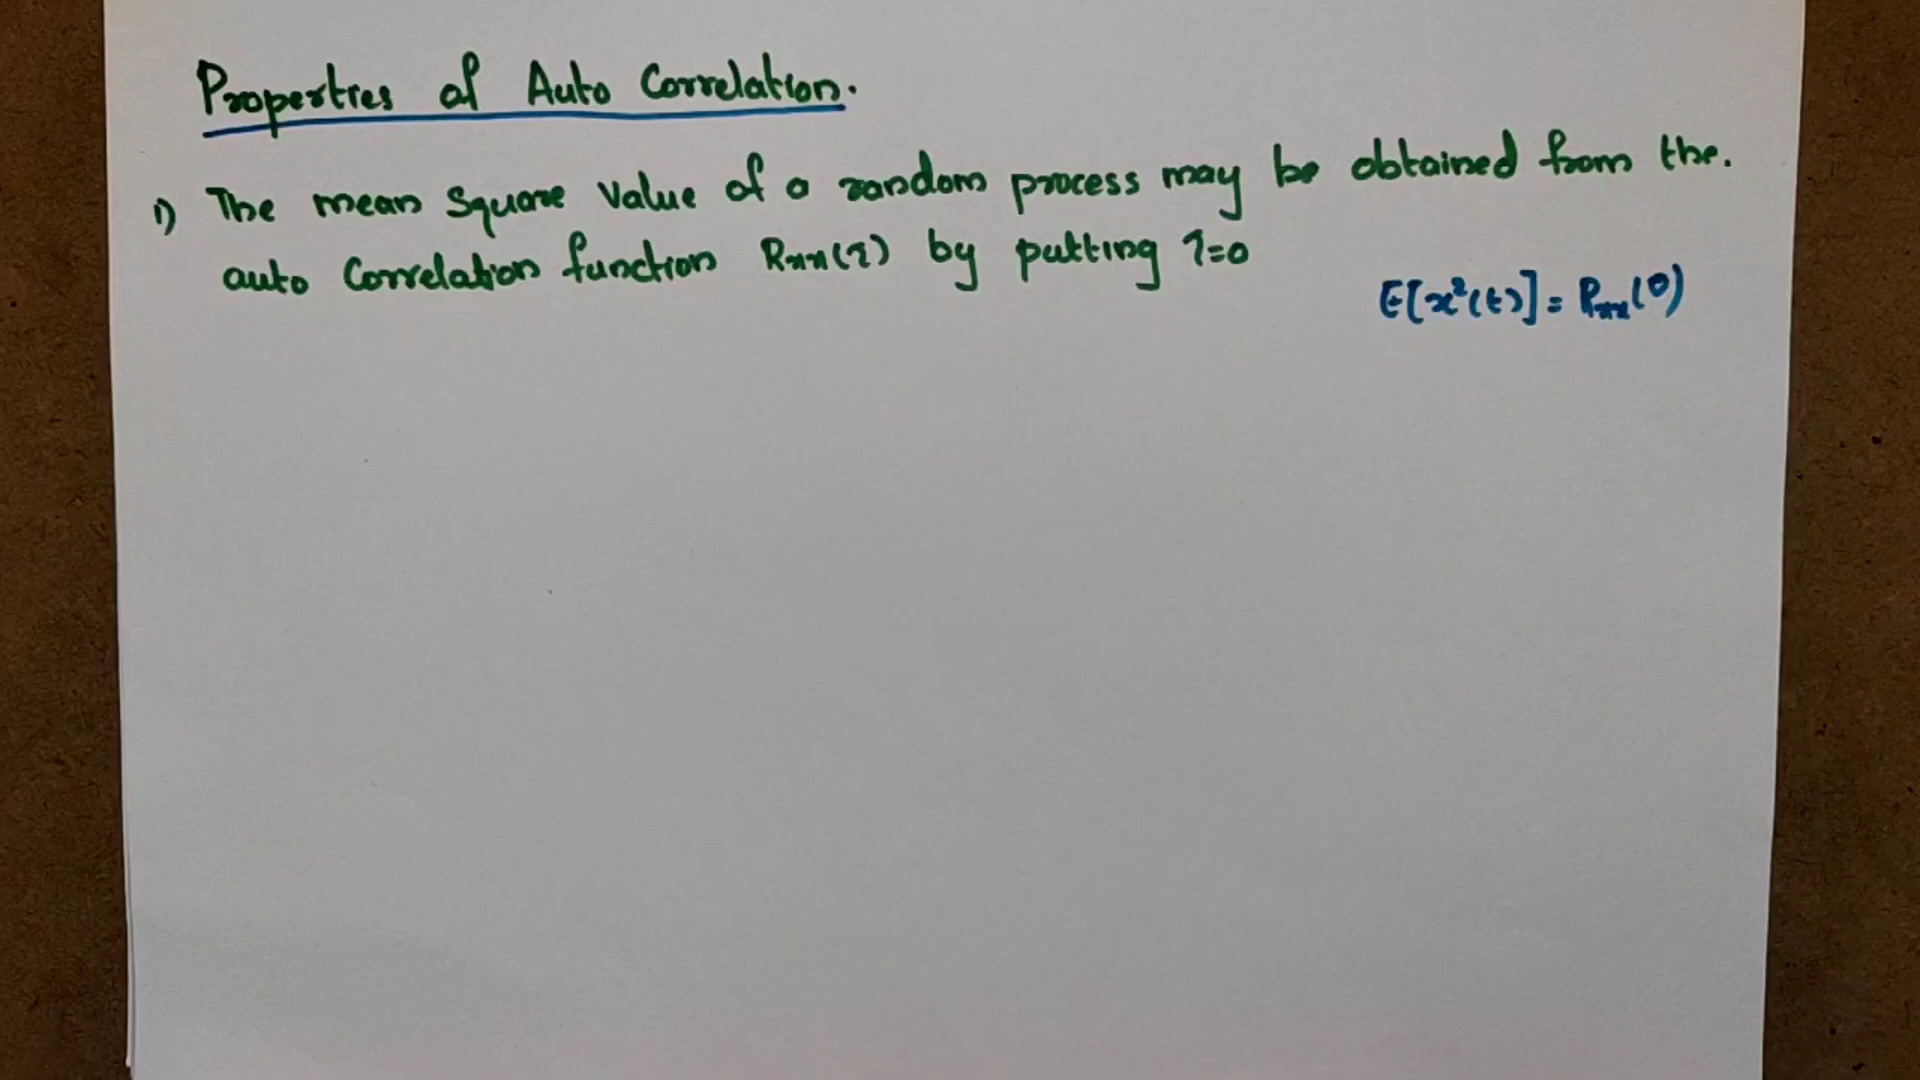 Properties of Auto Correlation.
1) The mean square value of a random process may be obtained from the.
auto Correlation function Rxx(τ) by putting τ=0
E[x²(t)] = Rxx(0)